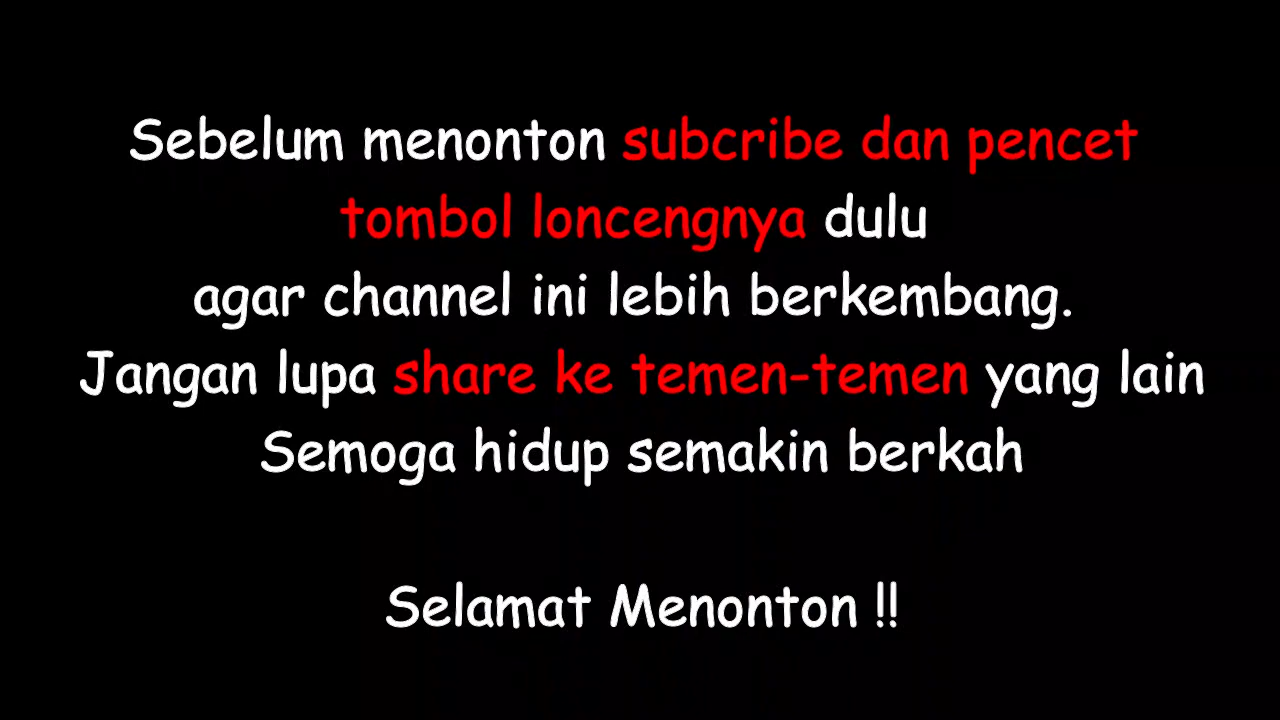 Sebelum menonton subcribe dan pencet
tombol loncengnya dulu
agar channel ini lebih berkembang.
Jangan lupa share ke temen-temen yang lain
Semoga hidup semakin berkah
Selamat Menonton !!